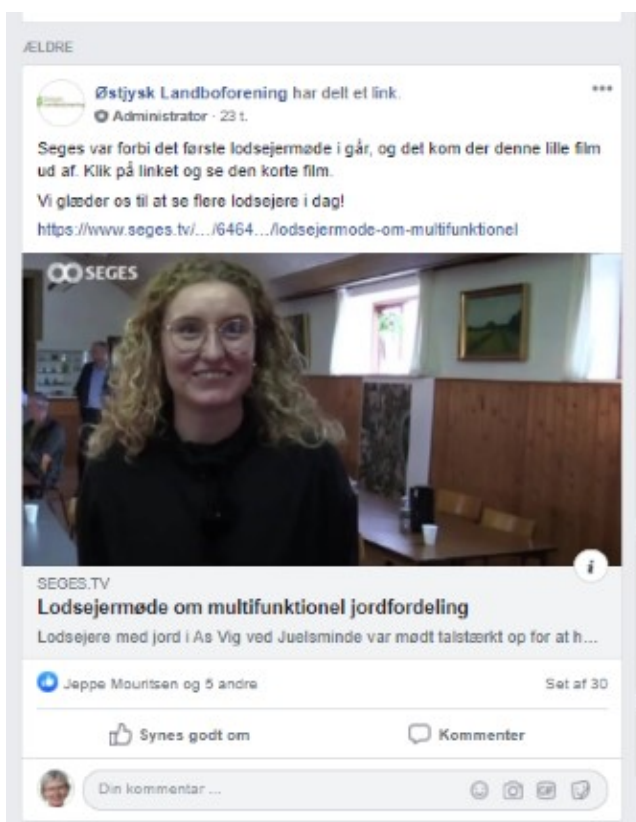 ÆLDRE
Østjysk Landboforening har delt et link.
Administrator · 23 t.
Seges var forbi det første lodsejermøde i går, og det kom der denne lille film
ud af. Klik på linket og se den korte film.
Vi glæder os til at se flere lodsejere i dag!
https://www.seges.tv/.../6464.../lodsejermode-om-multifunktionel
SEGES
SEGES.TV
Lodsejermøde om multifunktionel jordfordeling
Lodsejere med jord i As Vig ved Juelsminde var mødt talstærkt op for at h...
Jeppe Mouritsen og 5 andre
Set af 30
Synes godt om
Kommenter
Din kommentar ...
GIF